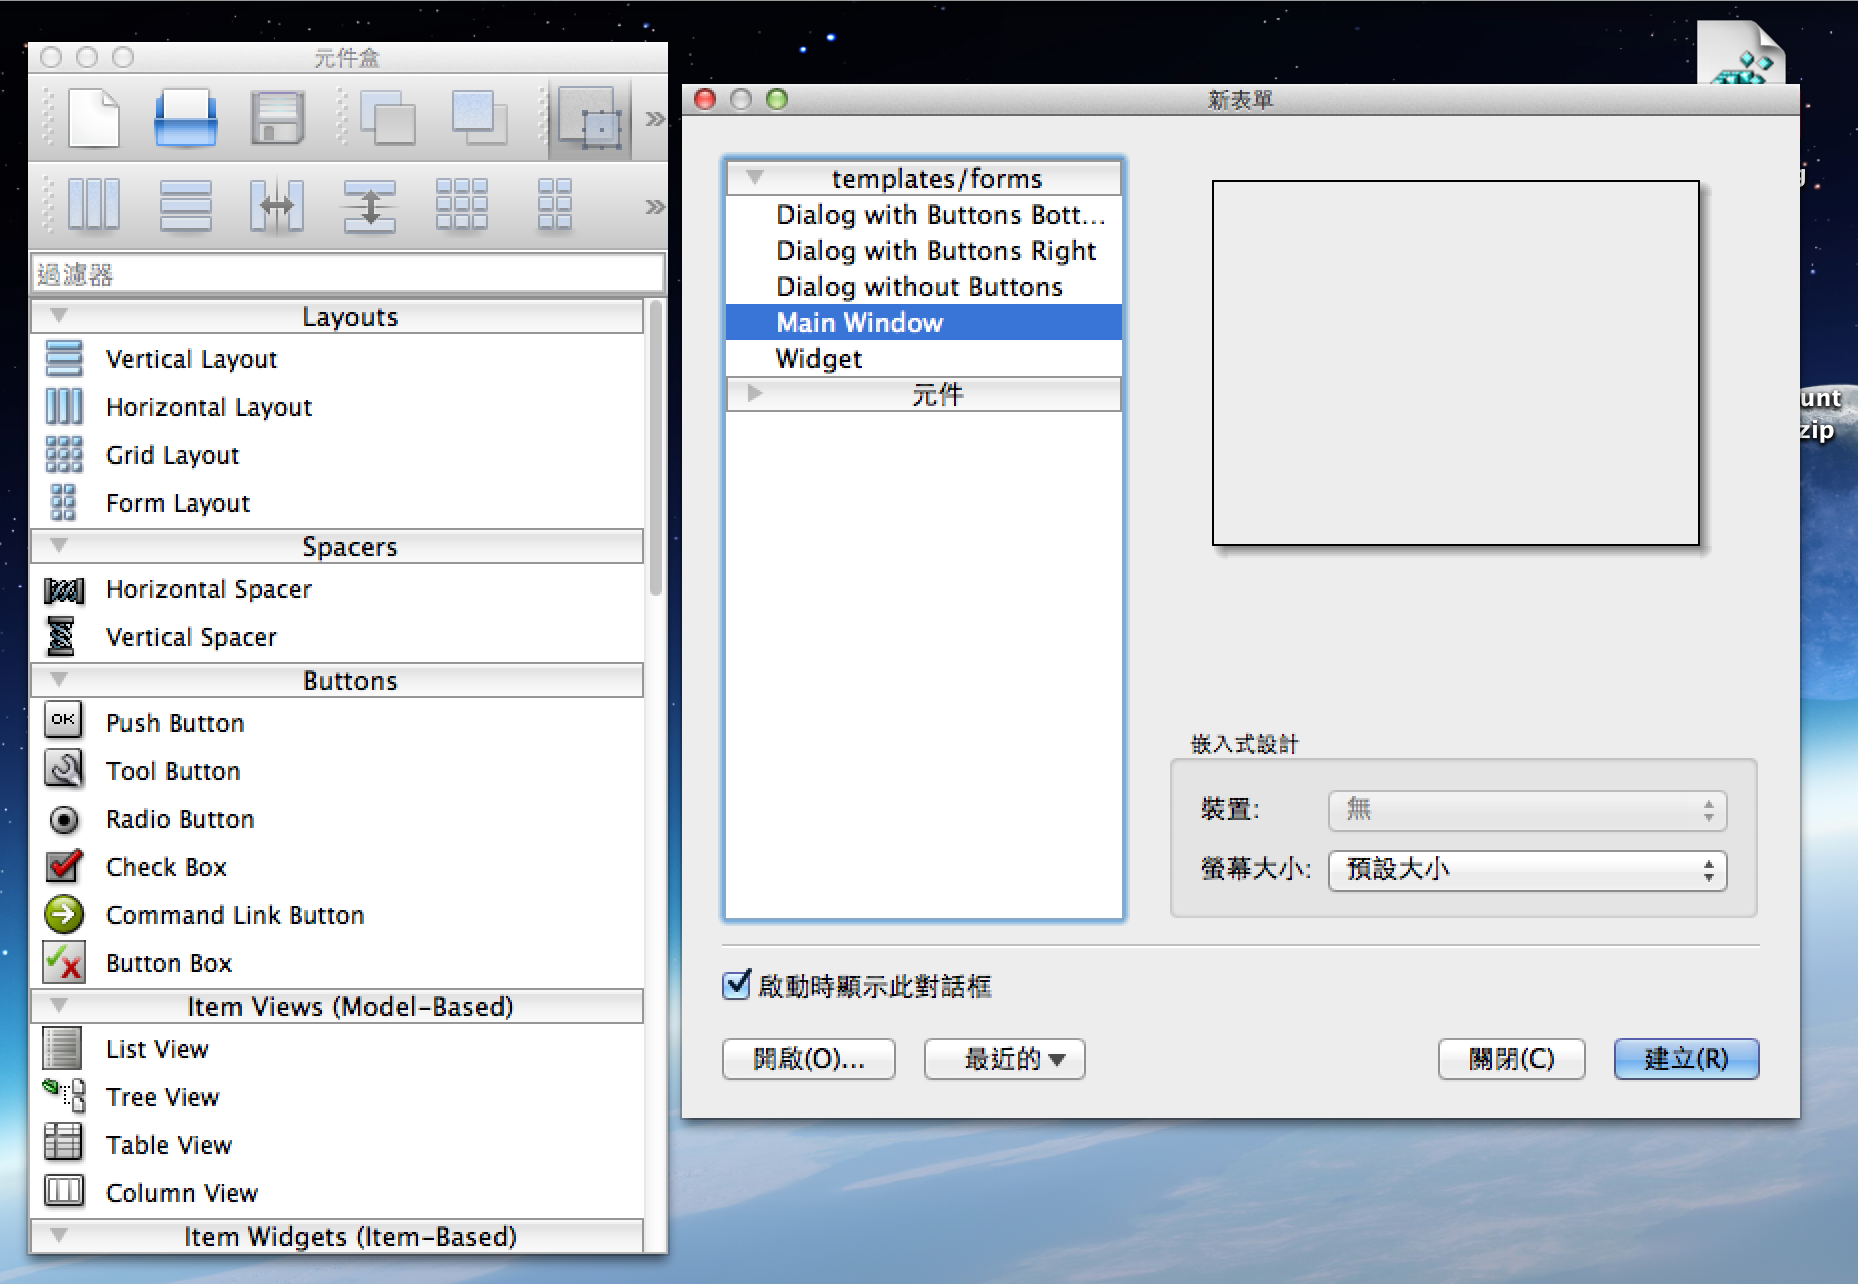 元件盒
過濾器
Layouts
Vertical Layout
Horizontal Layout
Grid Layout
Form Layout
Spacers
Horizontal Spacer
Vertical Spacer
Buttons
OK
Push Button
Tool Button
Radio Button
Check Box
Command Link Button
Button Box
Item Views (Model-Based)
List View
Tree View
Table View
Column View
Item Widgets (Item-Based)
新表單
templates/forms
Dialog with Buttons Bott...
Dialog with Buttons Right
Dialog without Buttons
Main Window
Widget
元件
嵌入式設計
裝置: 無
螢幕大小: 預設大小
啟動時顯示此對話框
開啟(O)... 最近的 關閉(C) 建立(R)
unt
zip